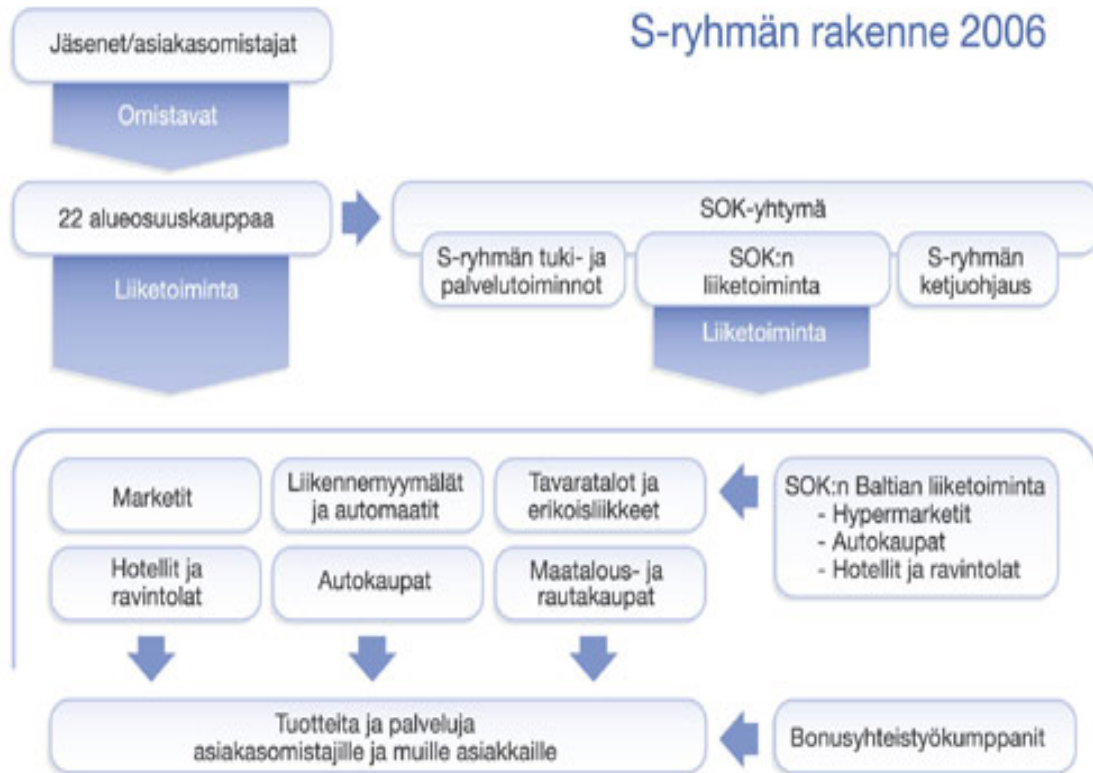 S-ryhmän rakenne 2006
Jäsenet/asiakasomistajat
Omistavat
22 alueosuuskauppaa
SOK-yhtymä
S-ryhmän tuki- ja
palvelutoiminnot
SOK:n
liiketoiminta
S-ryhmän
ketjuohjaus
Liiketoiminta
Liiketoiminta
Marketit
Liikennemyymälät
ja automaatit
Tavaratalot ja
erikoisliikkeet
SOK:n Baltian liiketoiminta
- Hypermarketit
- Autokaupat
- Hotellit ja ravintolat
Hotellit ja
ravintolat
Autokaupat
Maatalous- ja
rautakaupat
Tuotteita ja palveluja
asiakasomistajille ja muille asiakkaille
Bonusyhteistyökumppanit